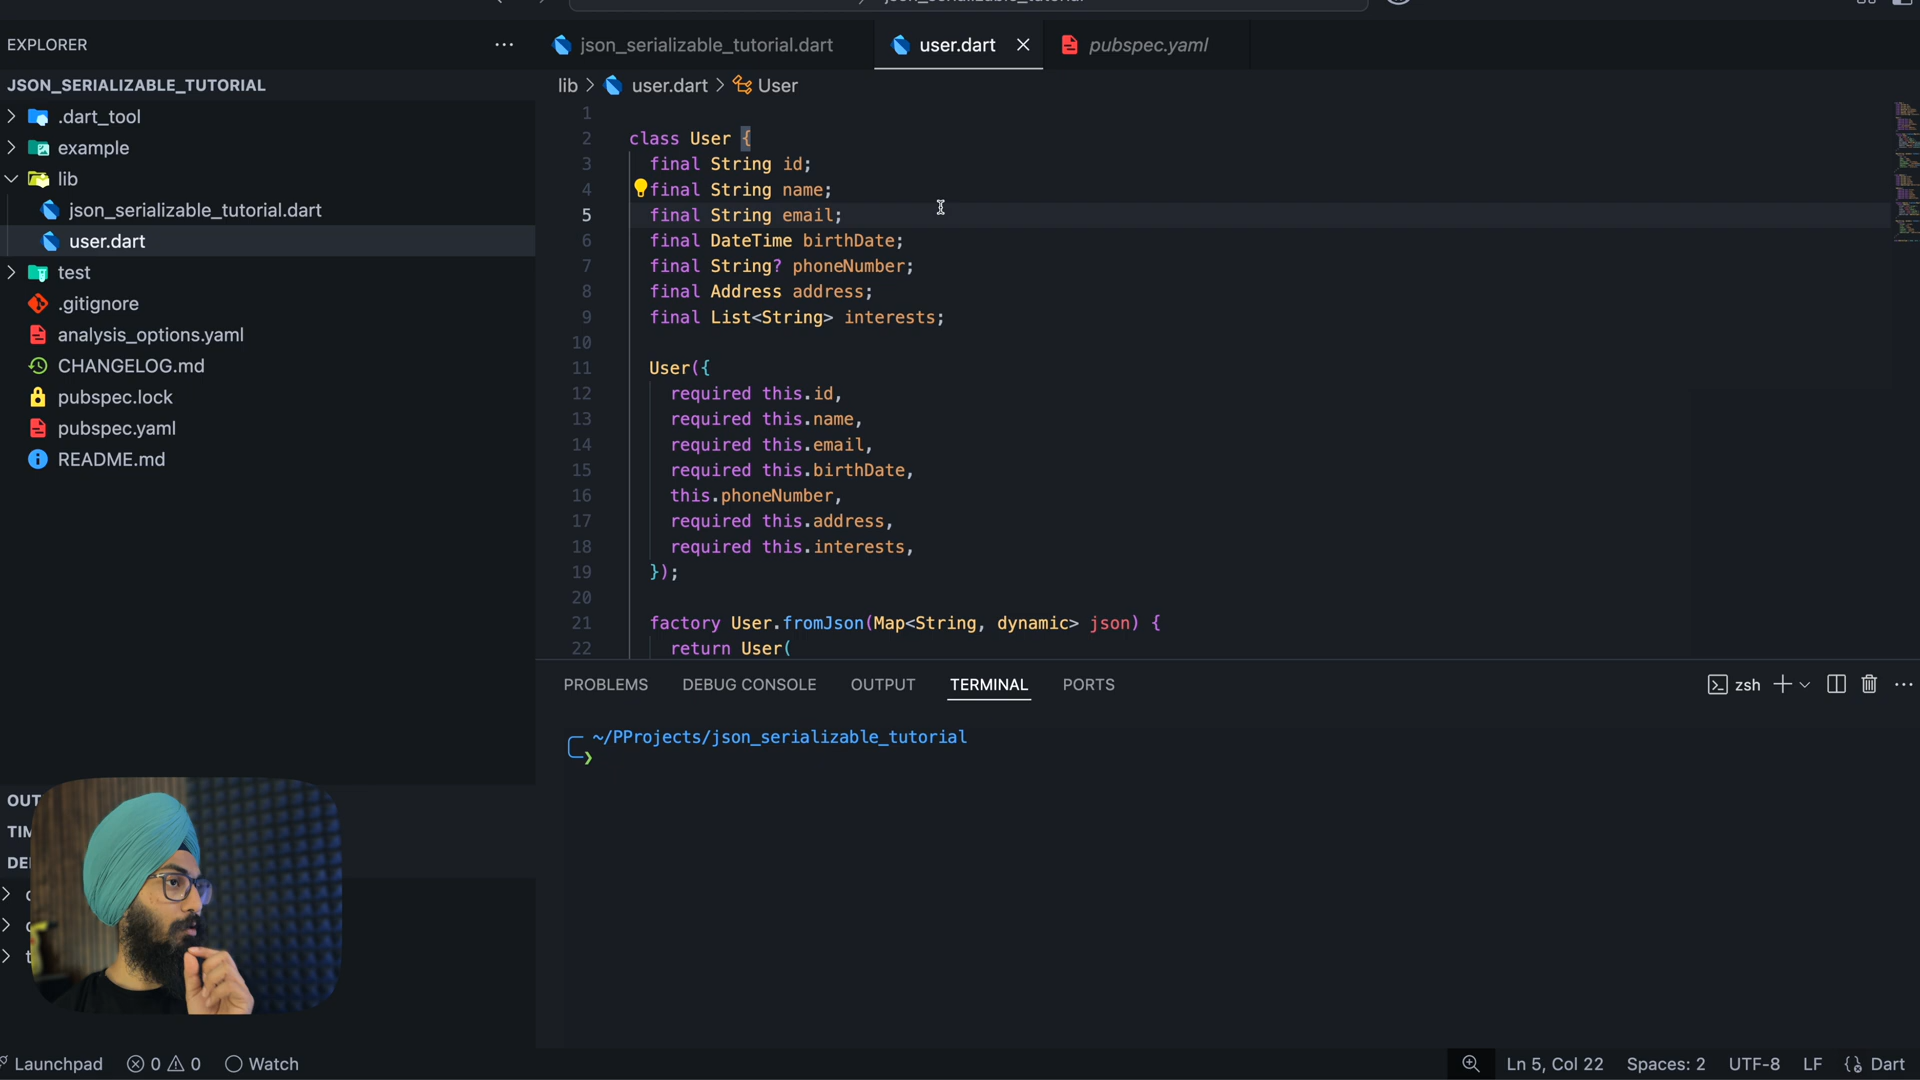 EXPLORER
JSON_SERIALIZABLE_TUTORIAL
.dart_tool
example
lib
json_serializable_tutorial.dart
user.dart
test
.gitignore
analysis_options.yaml
CHANGELOG.md
pubspec.lock
pubspec.yaml
README.md
OUT
TIM
json_serializable_tutorial.dart user.dart pubspec.yaml
lib > user.dart > User
1
2 class User {
3 final String id;
4 final String name;
5 final String email;
6 final DateTime birthDate;
7 final String? phoneNumber;
8 final Address address;
9 final List<String> interests;
10
11 User({
12 required this.id,
13 required this.name,
14 required this.email,
15 required this.birthDate,
16 this.phoneNumber,
17 required this.address,
18 required this.interests,
19 });
20
21 factory User.fromJson(Map<String, dynamic> json) {
22 return User(
PROBLEMS DEBUG CONSOLE OUTPUT TERMINAL PORTS
zsh
~/PProjects/json_serializable_tutorial
Launchpad 0 0 Watch
Ln 5, Col 22 Spaces: 2 UTF-8 LF Dart